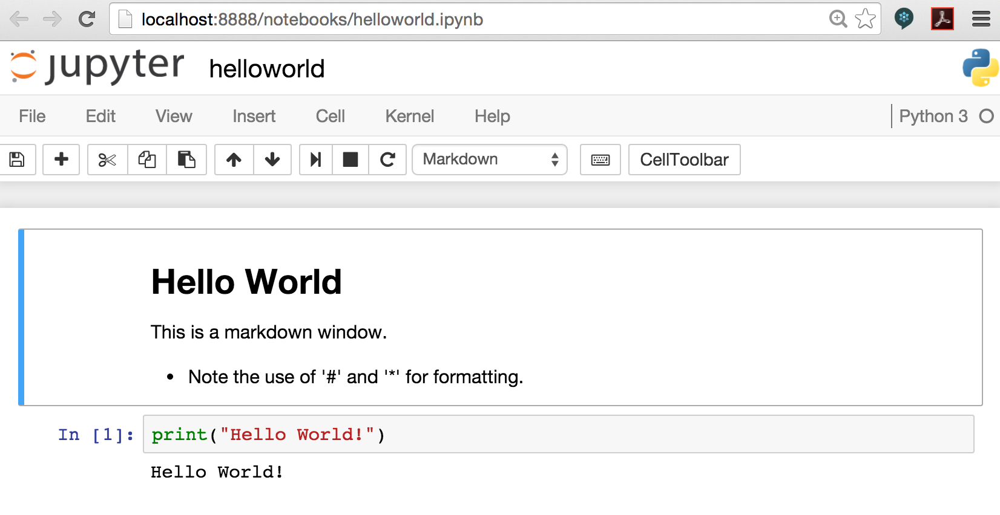 localhost:8888/notebooks/helloworld.ipynb
jupyter helloworld
File Edit View Insert Cell Kernel Help Python 3
Markdown CellToolbar
Hello World
This is a markdown window.
• Note the use of '#' and '*' for formatting.
In [1]: print("Hello World!")
Hello World!